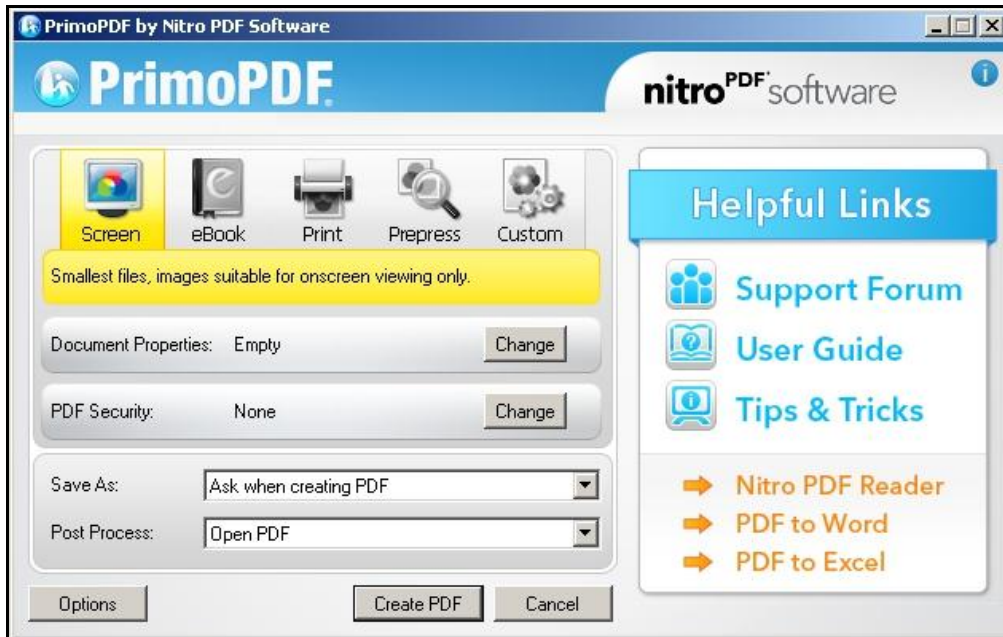 PrimoPDF by Nitro PDF Software
PrimoPDF
nitro PDF software
Screen eBook Print Prepress Custom
Smallest files, images suitable for onscreen viewing only.
Document Properties: Empty Change
PDF Security: None Change
Save As: Ask when creating PDF
Post Process: Open PDF
Options Create PDF Cancel
Helpful Links
Support Forum
User Guide
Tips & Tricks
Nitro PDF Reader
PDF to Word
PDF to Excel